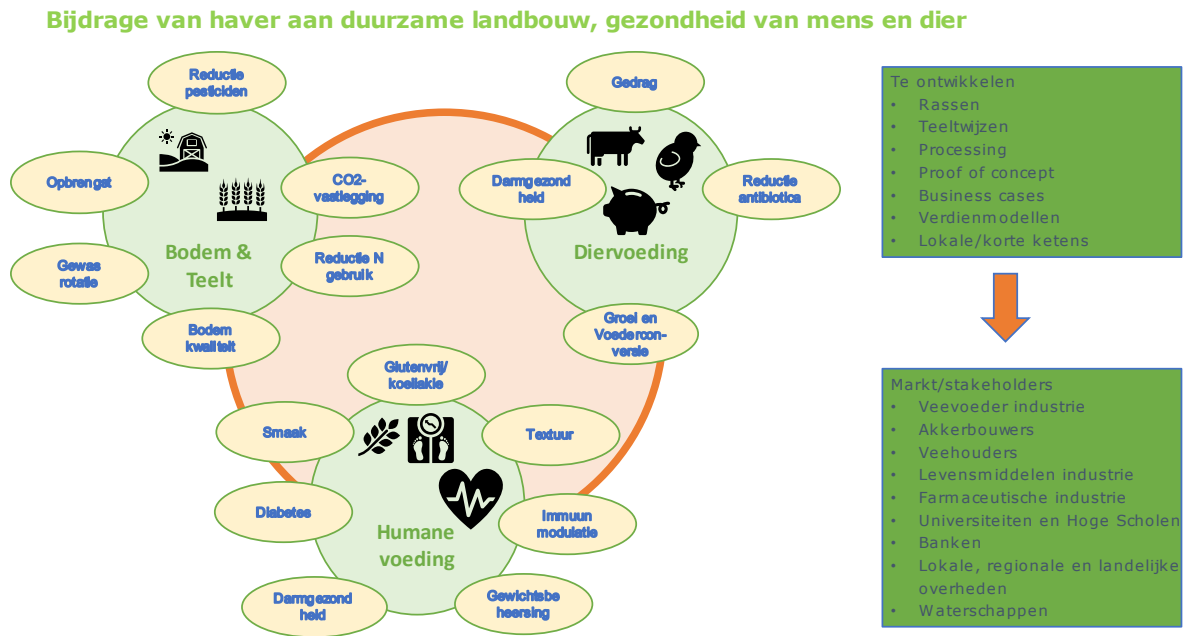 Bijdrage van haver aan duurzame landbouw, gezondheid van mens en dier
Reductie
pesticiden
Opbrengst
CO2-
vastlegging
Gewas
rotatie
Reductie N
gebruik
Bodem
kwaliteit
Bodem &
Teelt
Gedrag
Darmgezond
heid
Reductie
antibiotica
Diervoeding
Groei en
Voedercon-
versie
Glutenvrij/
koeliakie
Smaak
Textuur
Diabetes
Immuun
modulatie
Humane
voeding
Darmgezond
heid
Gewichtsbe
heersing
Te ontwikkelen
• Rassen
• Teeltwijzen
• Processing
• Proof of concept
• Business cases
• Verdienmodellen
• Lokale/korte ketens
Markt/stakeholders
• Veevoeder industrie
• Akkerbouwers
• Veehouders
• Levensmiddelen industrie
• Farmaceutische industrie
• Universiteiten en Hoge Scholen
• Banken
• Lokale, regionale en landelijke
overheden
• Waterschappen